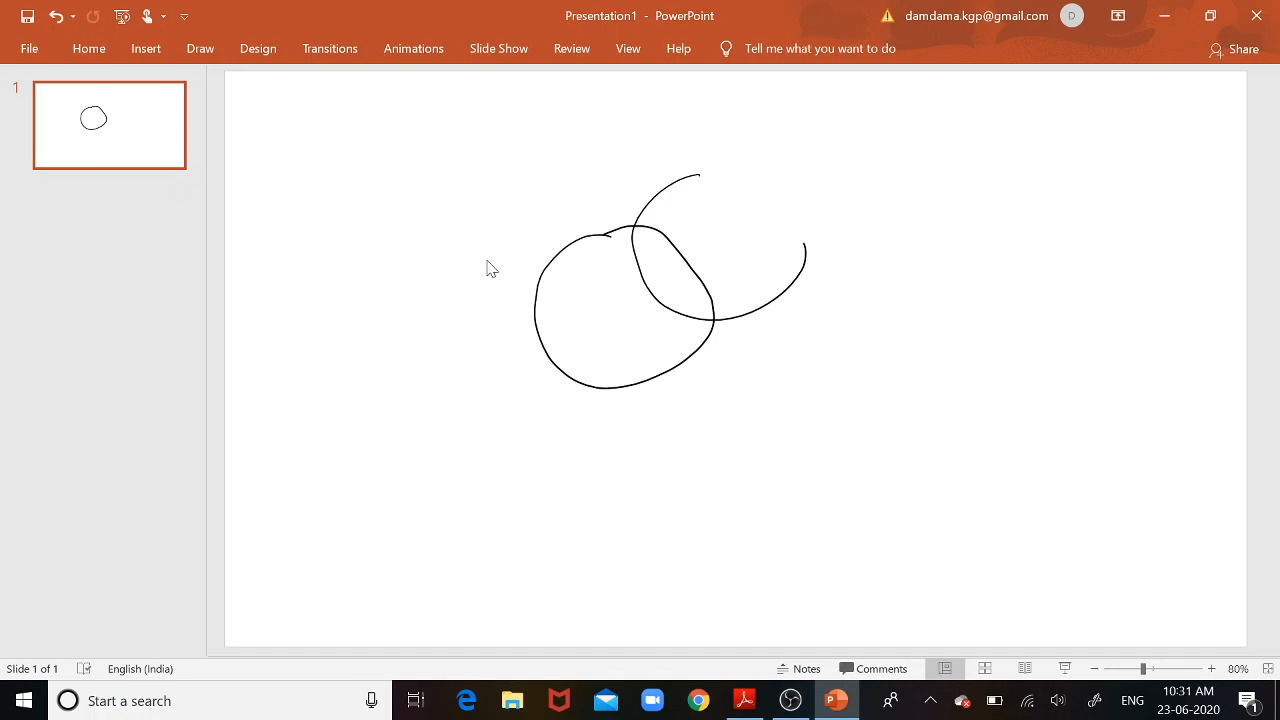 Presentation1 - PowerPoint
damdama.kgp@gmail.com D
File Home Insert Draw Design Transitions Animations Slide Show Review View Help Tell me what you want to do Share
1
Slide 1 of 1 English (India) Notes Comments 80%
Start a search
ENG
10:31 AM
23-06-2020
1